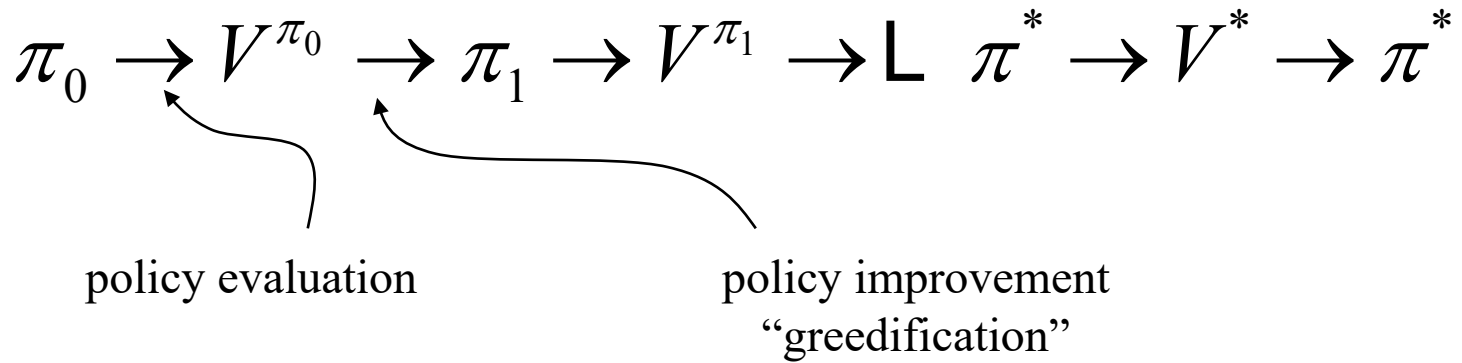 π₀ → V^π₀ → π₁ → V^π₁ → L π* → V* → π*
policy evaluation
policy improvement
“greedification”